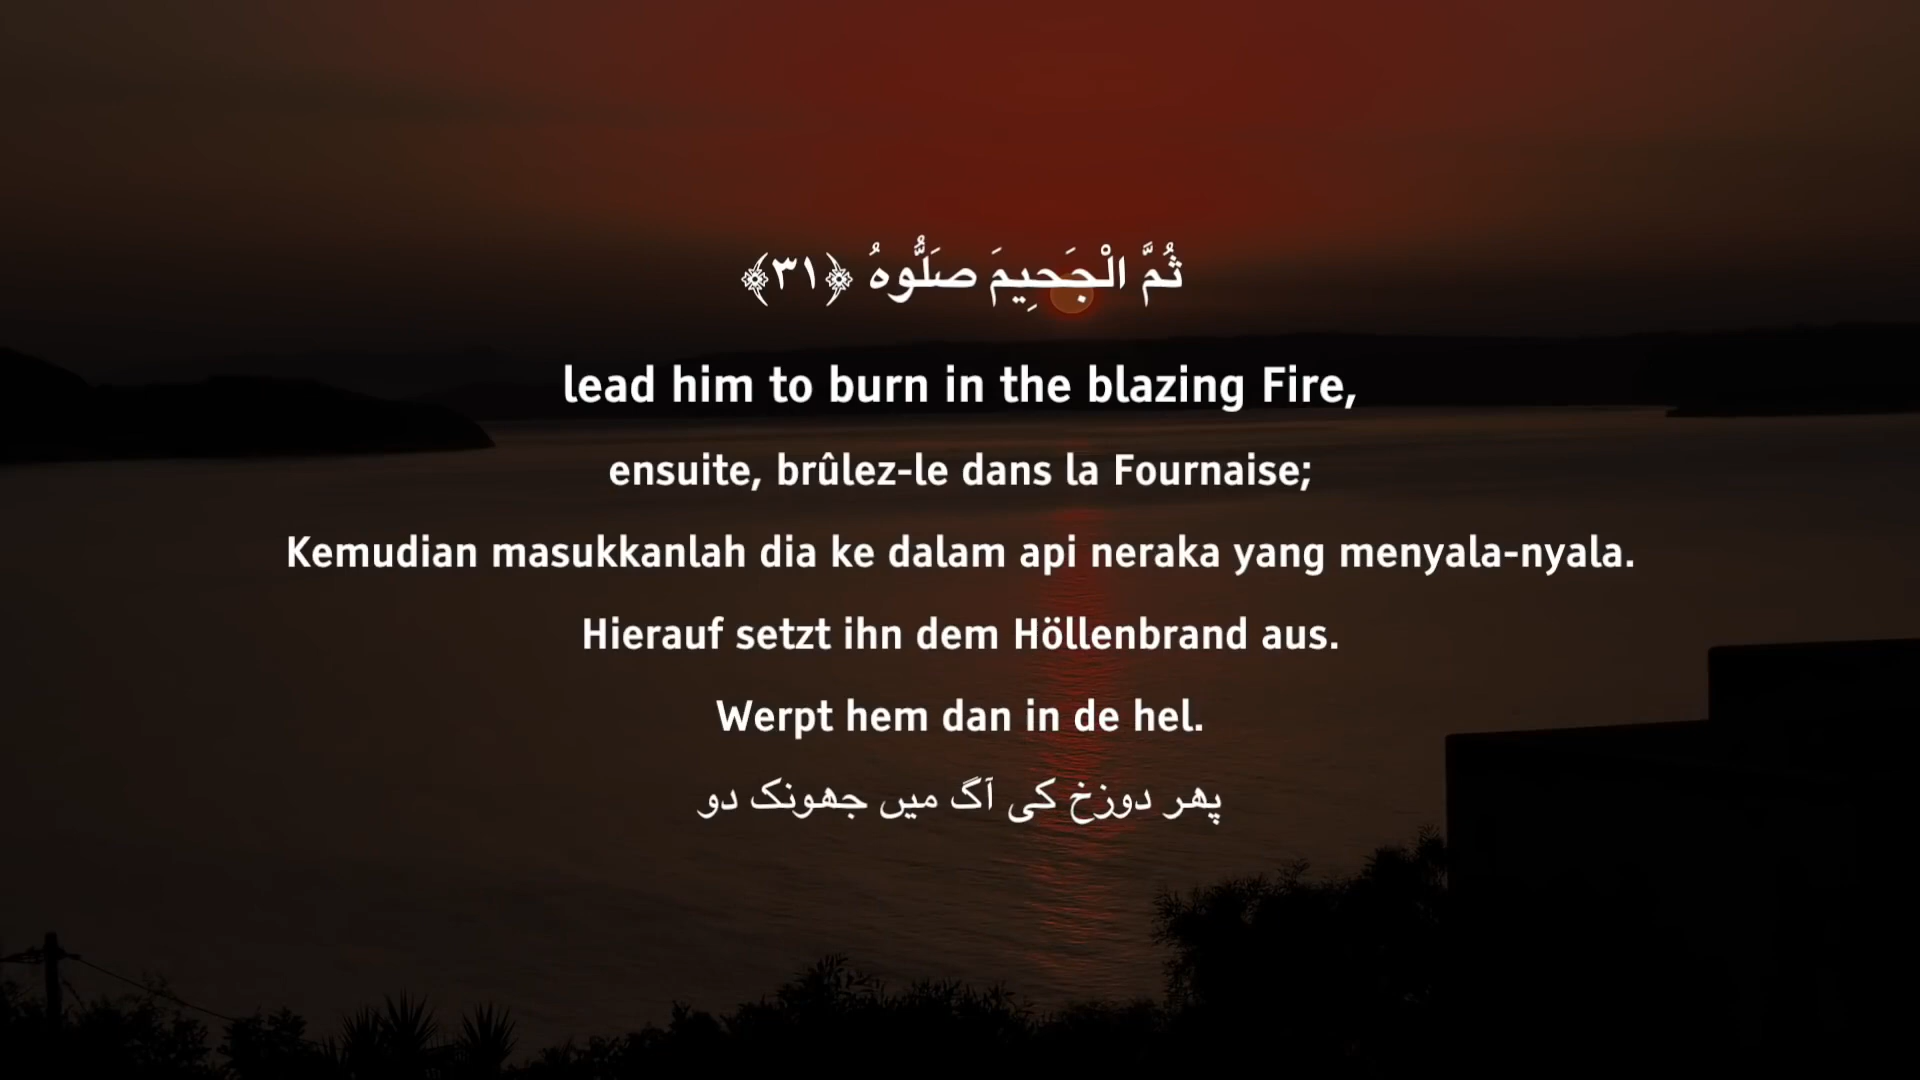 ثُمَّ الْجَحِيمَ صَلُّوهُ ﴿٣١﴾
lead him to burn in the blazing Fire,
ensuite, brûlez-le dans la Fournaise;
Kemudian masukkanlah dia ke dalam api neraka yang menyala-nyala.
Hierauf setzt ihn dem Höllenbrand aus.
Werpt hem dan in de hel.
پھر دوزخ کی آگ میں جھونک دو